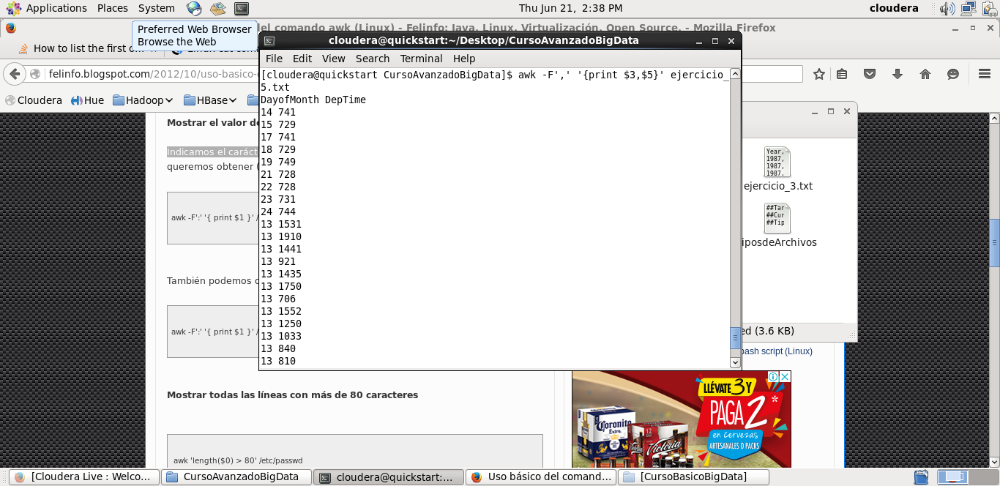 Applications Places System Thu Jun 21, 2:38 PM cloudera
Preferred Web Browser
Browse the Web
del comando awk (Linux) - Felinfo: Java, Linux, Virtualización, Open Source. - Mozilla Firefox
How to list the first
felinfo.blogspot.com/2012/10/uso-basico-
Cloudera Hue Hadoop HBase
cloudera@quickstart:~/Desktop/CursoAvanzadoBigData
File Edit View Search Terminal Help
[cloudera@quickstart CursoAvanzadoBigData]$ awk -F',' '{print $3,$5}' ejercicio_
5.txt
DayofMonth DepTime
14 741
15 729
17 741
18 729
19 749
21 728
22 728
23 731
24 744
13 1531
13 1910
13 1441
13 921
13 1435
13 1750
13 706
13 1552
13 1250
13 1033
13 840
13 810
Mostrar el valor de
Indicamos el caráct
queremos obtener (
awk -F':' '{ print $1 }' /
También podemos
awk -F':' '{ print $1 }' /
Mostrar todas las líneas con más de 80 caracteres
awk 'length($0) > 80' /etc/passwd
Year,
1987,
1987,
1987.
ejercicio_3.txt
##Tar
##Cur
##Tip
iposdeArchivos
ed (3.6 KB)
bash script (Linux)
LLÉVATE 3 Y
PAGA 2*
en Cervezas
ARTESANALES O PACKS
Coronita
Extra.
12
Victoria
[Cloudera Live : Welco... CursoAvanzadoBigData cloudera@quickstart:... Uso básico del comand... [CursoBasicoBigData]